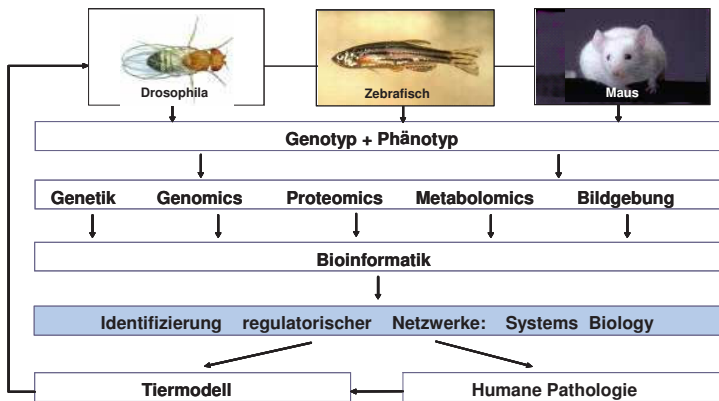 Drosophila
Zebrafisch
Maus
Genotyp + Phänotyp
Genetik Genomics Proteomics Metabolomics Bildgebung
Bioinformatik
Identifizierung regulatorischer Netzwerke: Systems Biology
Tiermodell
Humane Pathologie